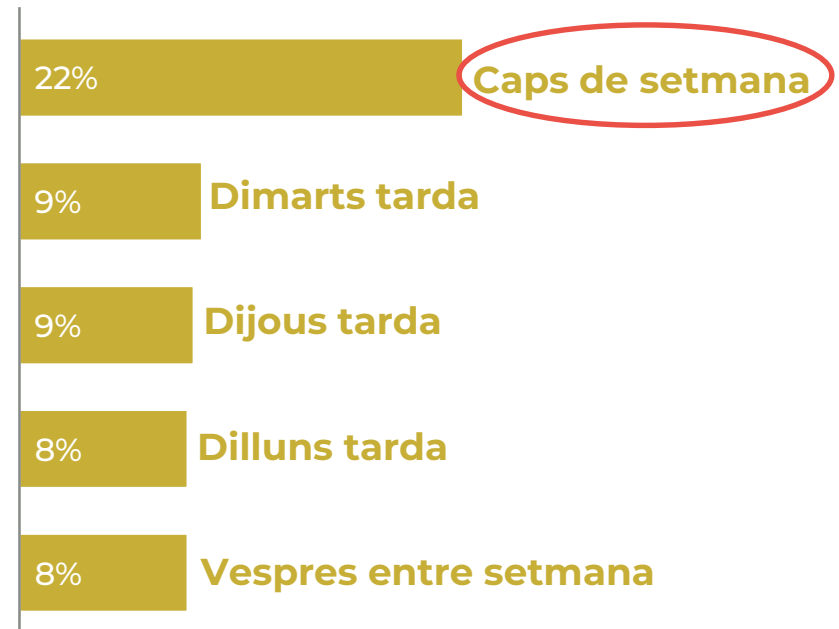 22% Caps de setmana
9% Dimarts tarda
9% Dijous tarda
8% Dilluns tarda
8% Vespres entre setmana